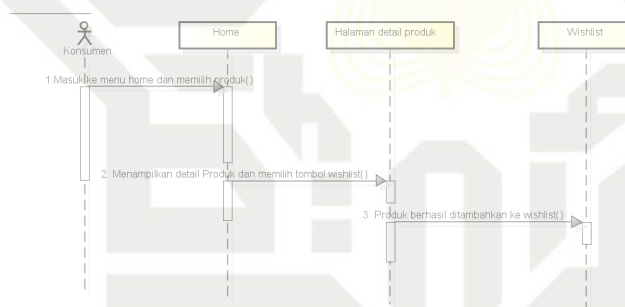 Home
Halaman detail produk
Wishlist
: Konsumen
1.Masuk ke menu home dan memilih produk()
2. Menampilkan detail Produk dan memilih tombol wishlist()
3. Produk berhasil ditambahkan ke wishlist()